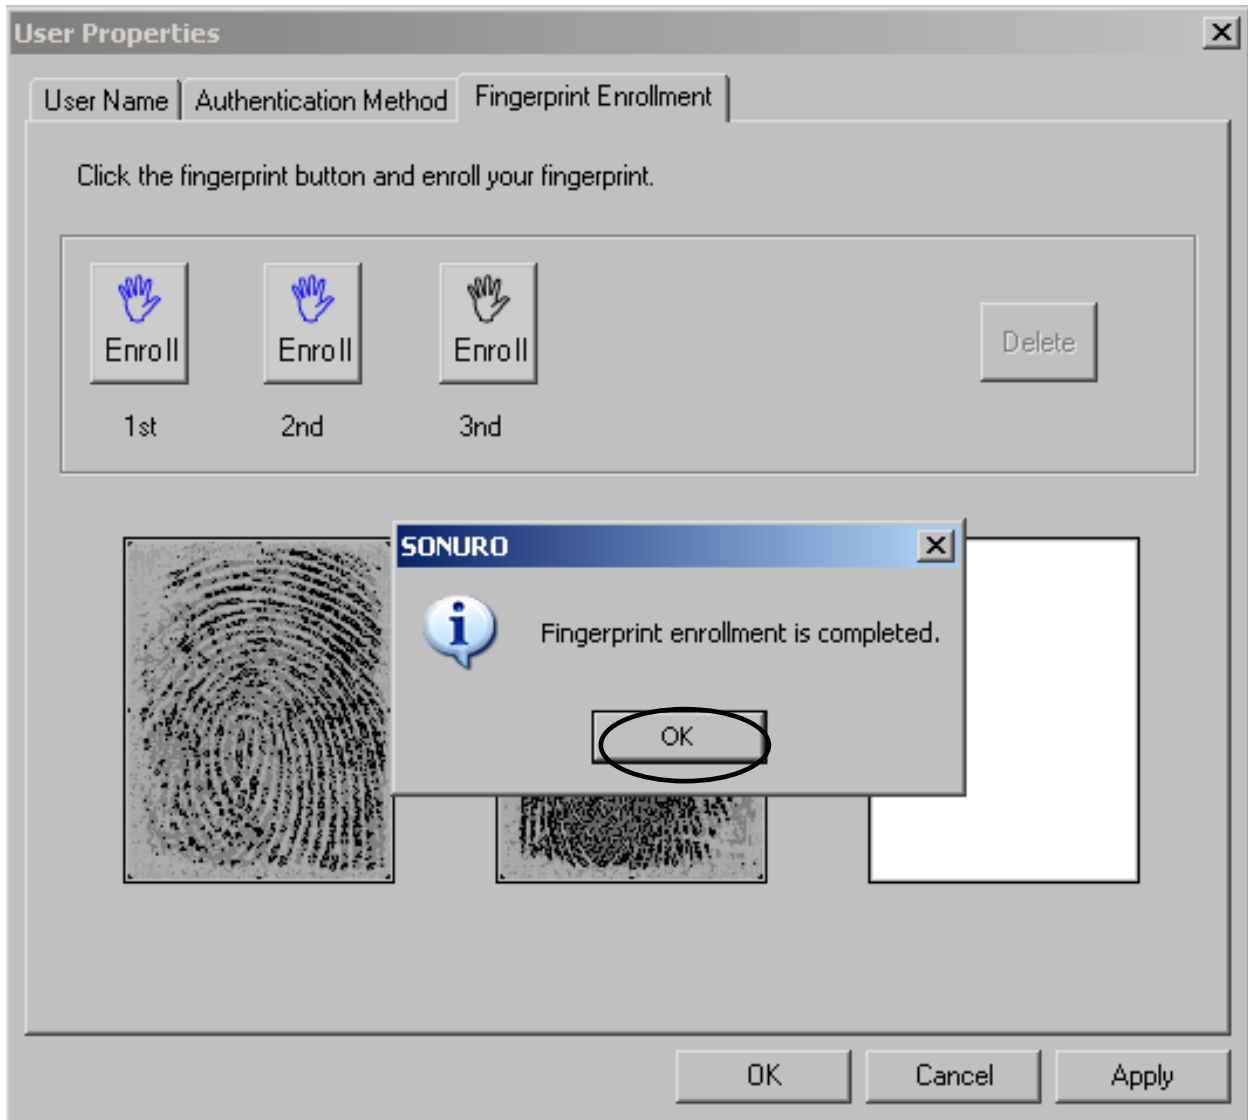 User Properties
User Name Authentication Method Fingerprint Enrollment
Click the fingerprint button and enroll your fingerprint.
Enroll Enroll Enroll
Delete
1st 2nd 3nd
SONURO
Fingerprint enrollment is completed.
OK
OK Cancel Apply